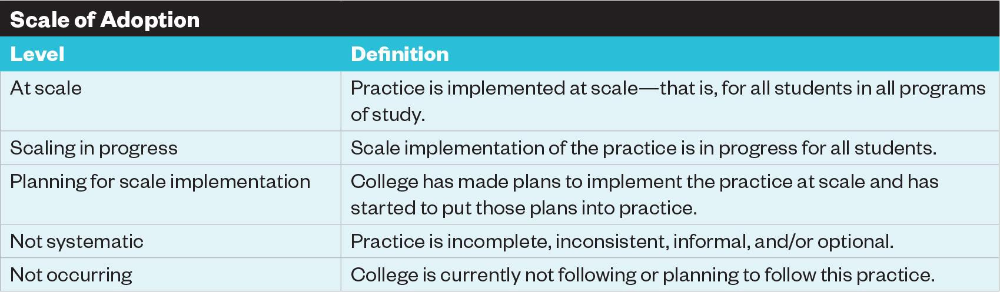 Scale of Adoption
Level Definition
At scale Practice is implemented at scale—that is, for all students in all programs
of study.
Scaling in progress Scale implementation of the practice is in progress for all students.
Planning for scale implementation College has made plans to implement the practice at scale and has
started to put those plans into practice.
Not systematic Practice is incomplete, inconsistent, informal, and/or optional.
Not occurring College is currently not following or planning to follow this practice.